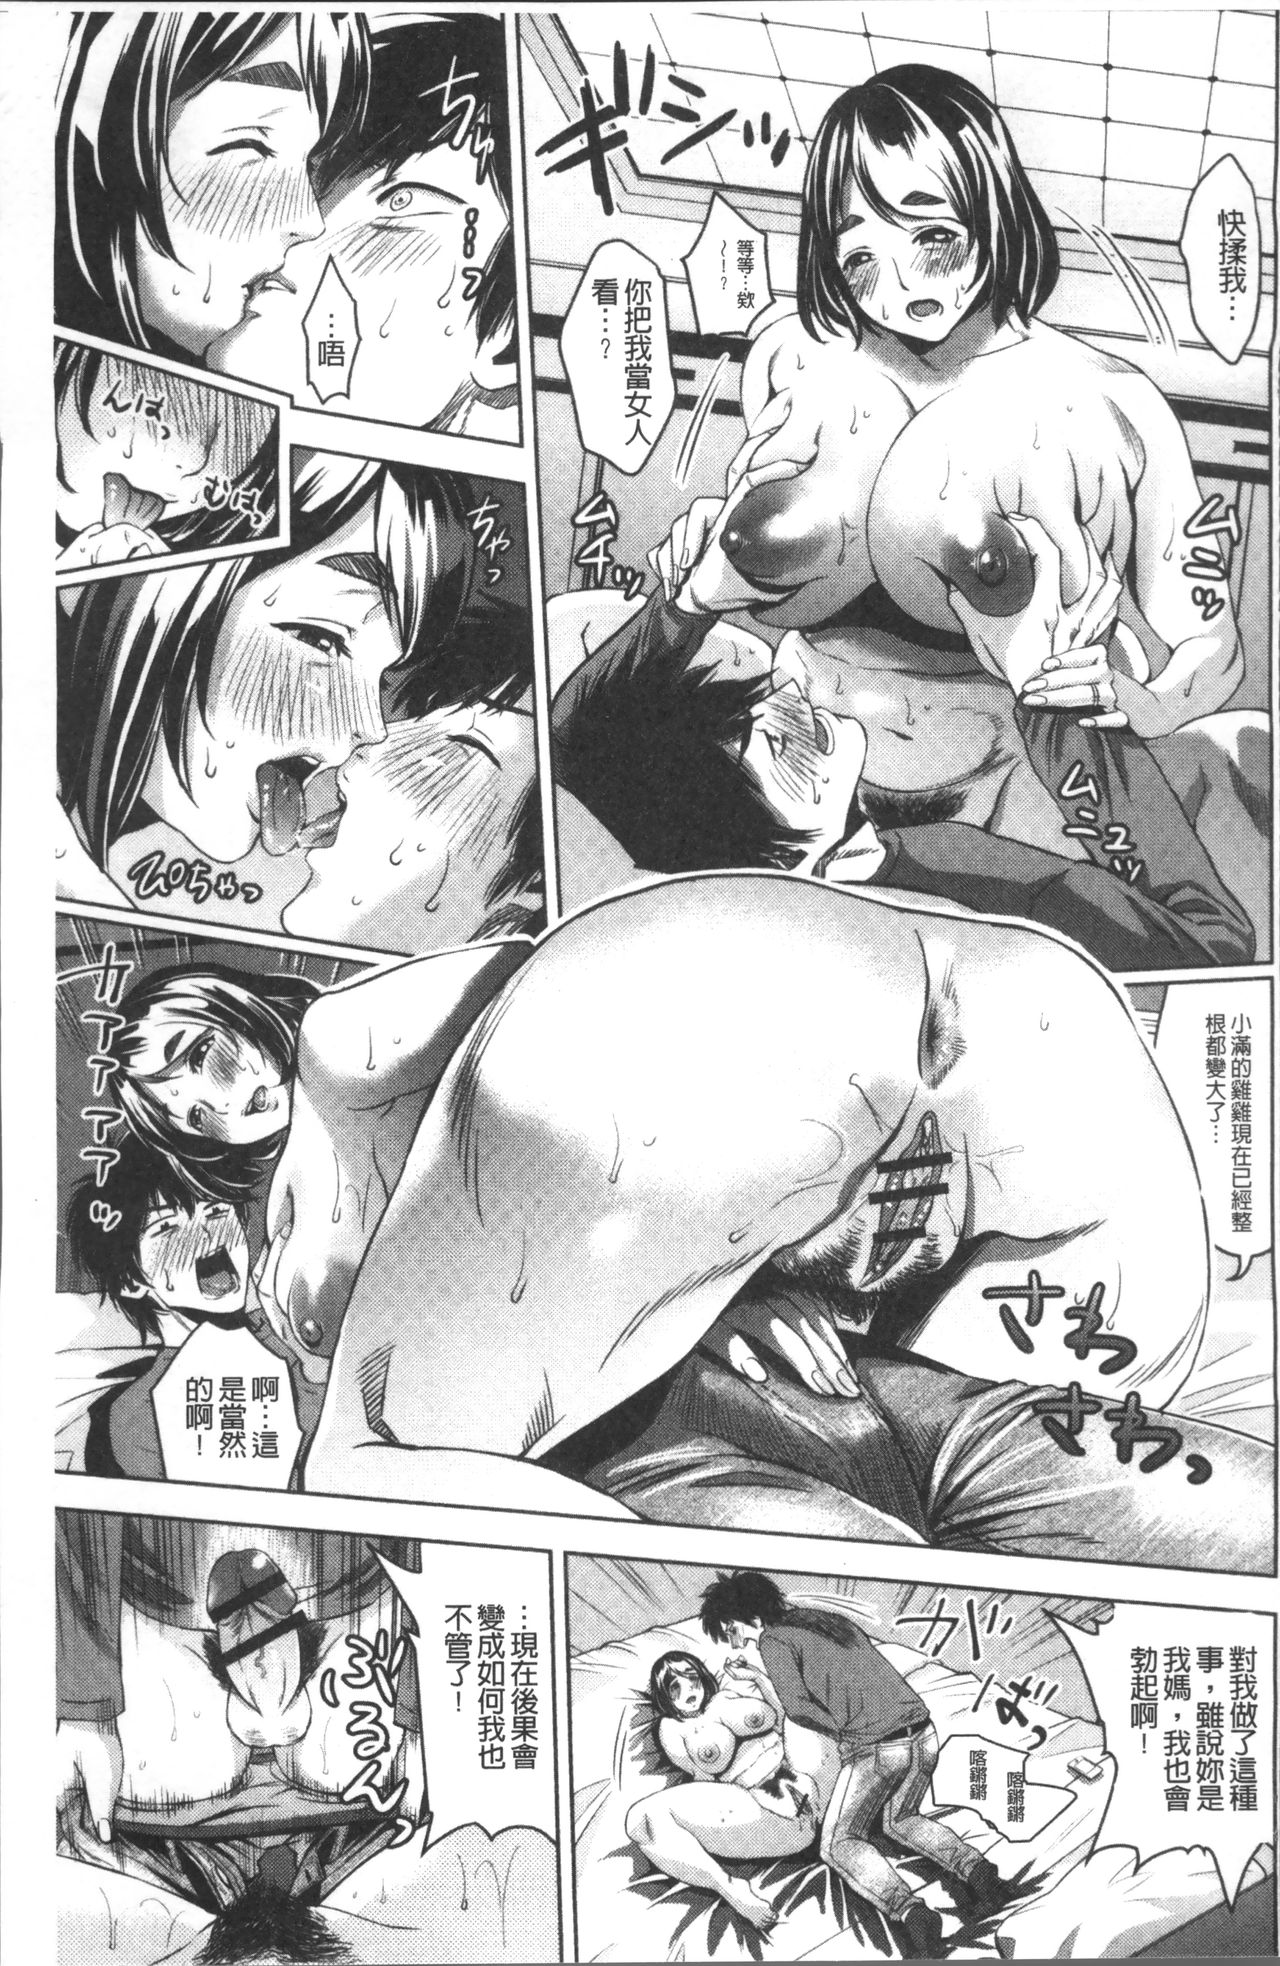 快揉我…
等等…欸
～!?
你把我當女人
看…?
ギシッ
ムニッ
ムチッ
ムニュッ
…唔
ちゅっ
んはっ
むはっ
ちゃっ
ぴちゃっ
小滿的雞雞現在已經整
根都變大了…
さわさわ
さわっ
カアアアアッ
啊…這
是當然
的啊！
對我做了這種
事，雖說妳是
我媽，我也會
勃起啊！
ガバッ
喀鏘鏘
喀鏘鏘
…現在後果會
變成如何我也
不管了！
ぶるるんっ